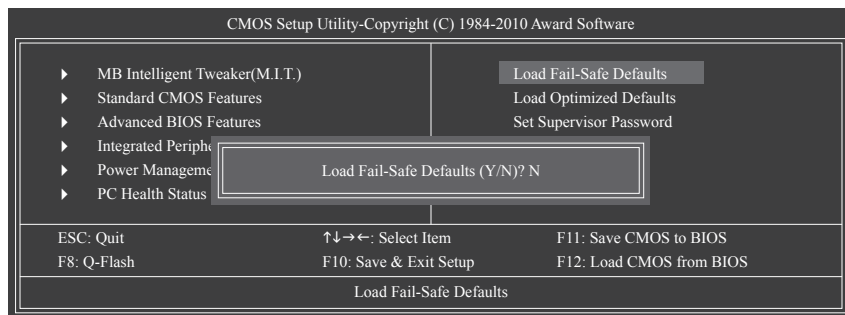 CMOS Setup Utility-Copyright (C) 1984-2010 Award Software
MB Intelligent Tweaker(M.I.T.)
Standard CMOS Features
Advanced BIOS Features
Integrated Periphe
Power Manageme
PC Health Status
Load Fail-Safe Defaults
Load Optimized Defaults
Set Supervisor Password
Load Fail-Safe Defaults (Y/N)? N
ESC: Quit ↑↓→←: Select Item F11: Save CMOS to BIOS
F8: Q-Flash F10: Save & Exit Setup F12: Load CMOS from BIOS
Load Fail-Safe Defaults